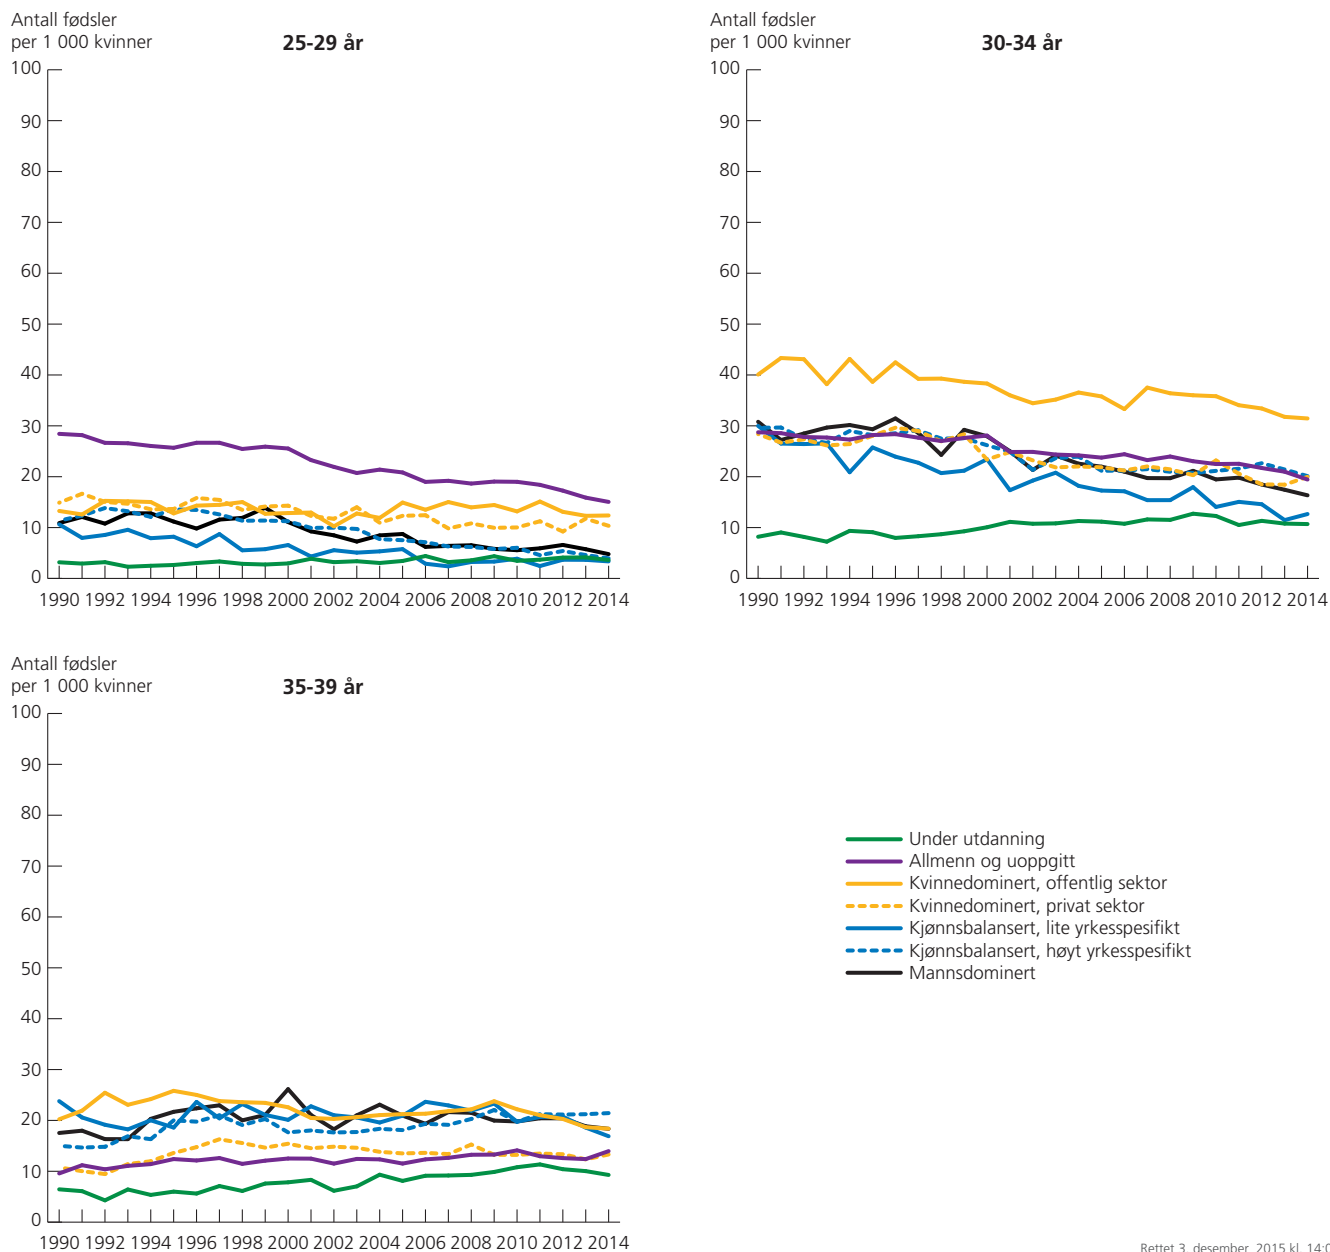 Antall fødsler
per 1 000 kvinner
25-29 år
100
90
80
70
60
50
40
30
20
10
0
1990 1992 1994 1996 1998 2000 2002 2004 2006 2008 2010 2012 2014
Antall fødsler
per 1 000 kvinner
30-34 år
100
90
80
70
60
50
40
30
20
10
0
1990 1992 1994 1996 1998 2000 2002 2004 2006 2008 2010 2012 2014
Antall fødsler
per 1 000 kvinner
35-39 år
100
90
80
70
60
50
40
30
20
10
0
1990 1992 1994 1996 1998 2000 2002 2004 2006 2008 2010 2012 2014
Under utdanning
Allmenn og uoppgitt
Kvinnedominert, offentlig sektor
Kvinnedominert, privat sektor
Kjønnsbalansert, lite yrkesspesifikt
Kjønnsbalansert, høyt yrkesspesifikt
Mannsdominert
Rettet 3. desember 2015 kl.